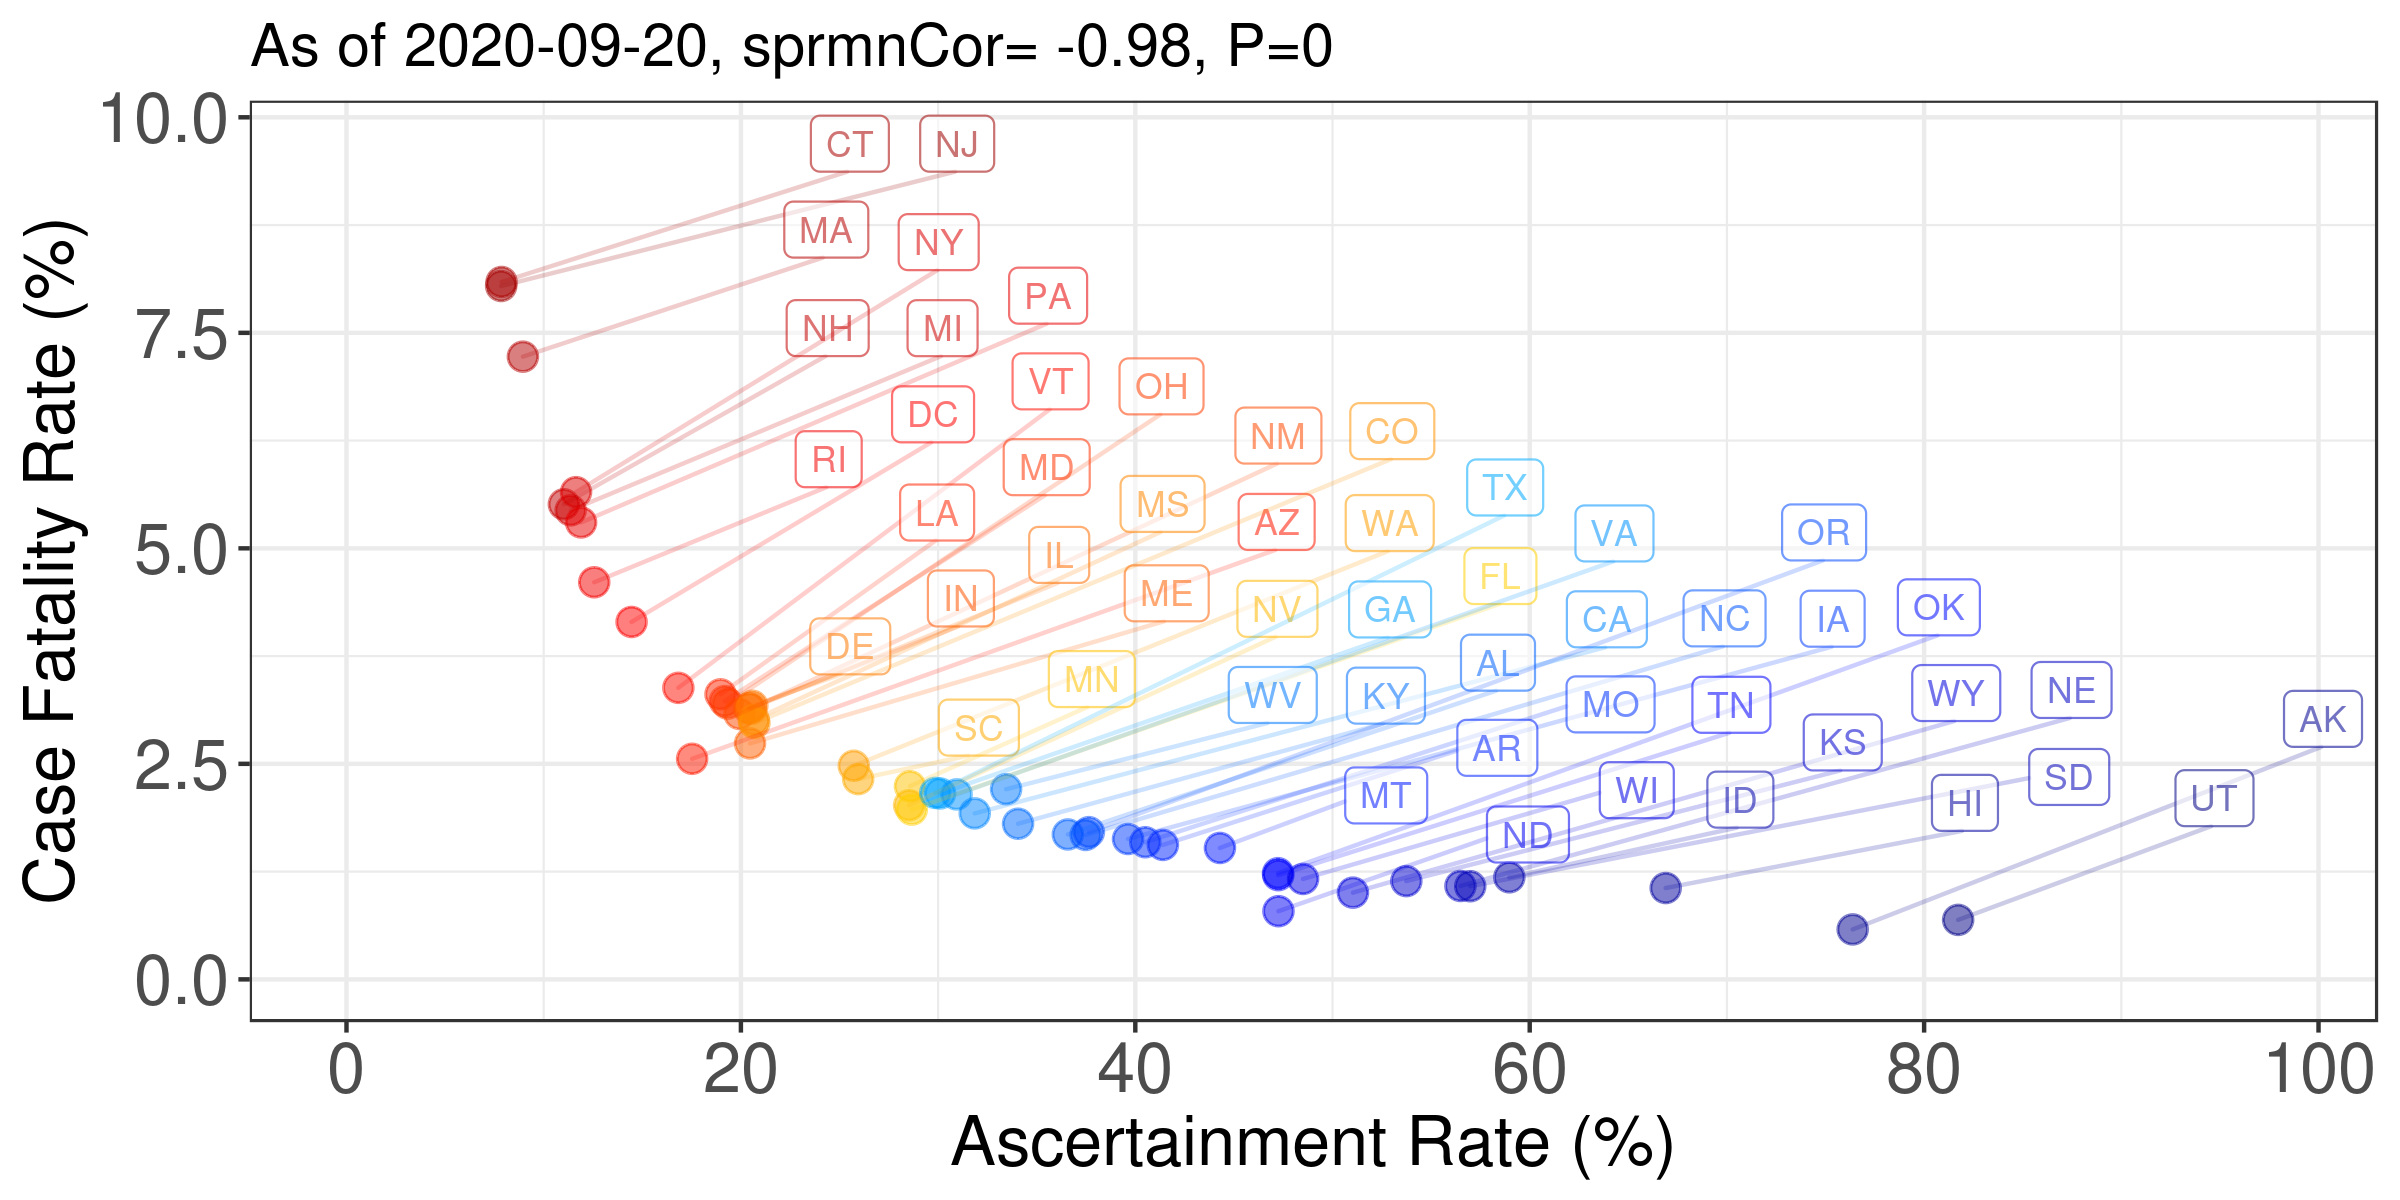 As of 2020-09-20, sprmnCor= -0.98, P=0
Case Fatality Rate (%)
10.0
7.5
5.0
2.5
0.0
CT NJ
MA NY
PA
NH MI
VT OH
DC NM CO
RI MD
TX
MS
LA AZ WA VA OR
IL FL
IN ME NV GA CA NC IA OK
DE AL
MN WV KY MO TN WY NE
SC AR KS AK
MT WI ID HI SD UT
ND
0 20 40 60 80 100
Ascertainment Rate (%)